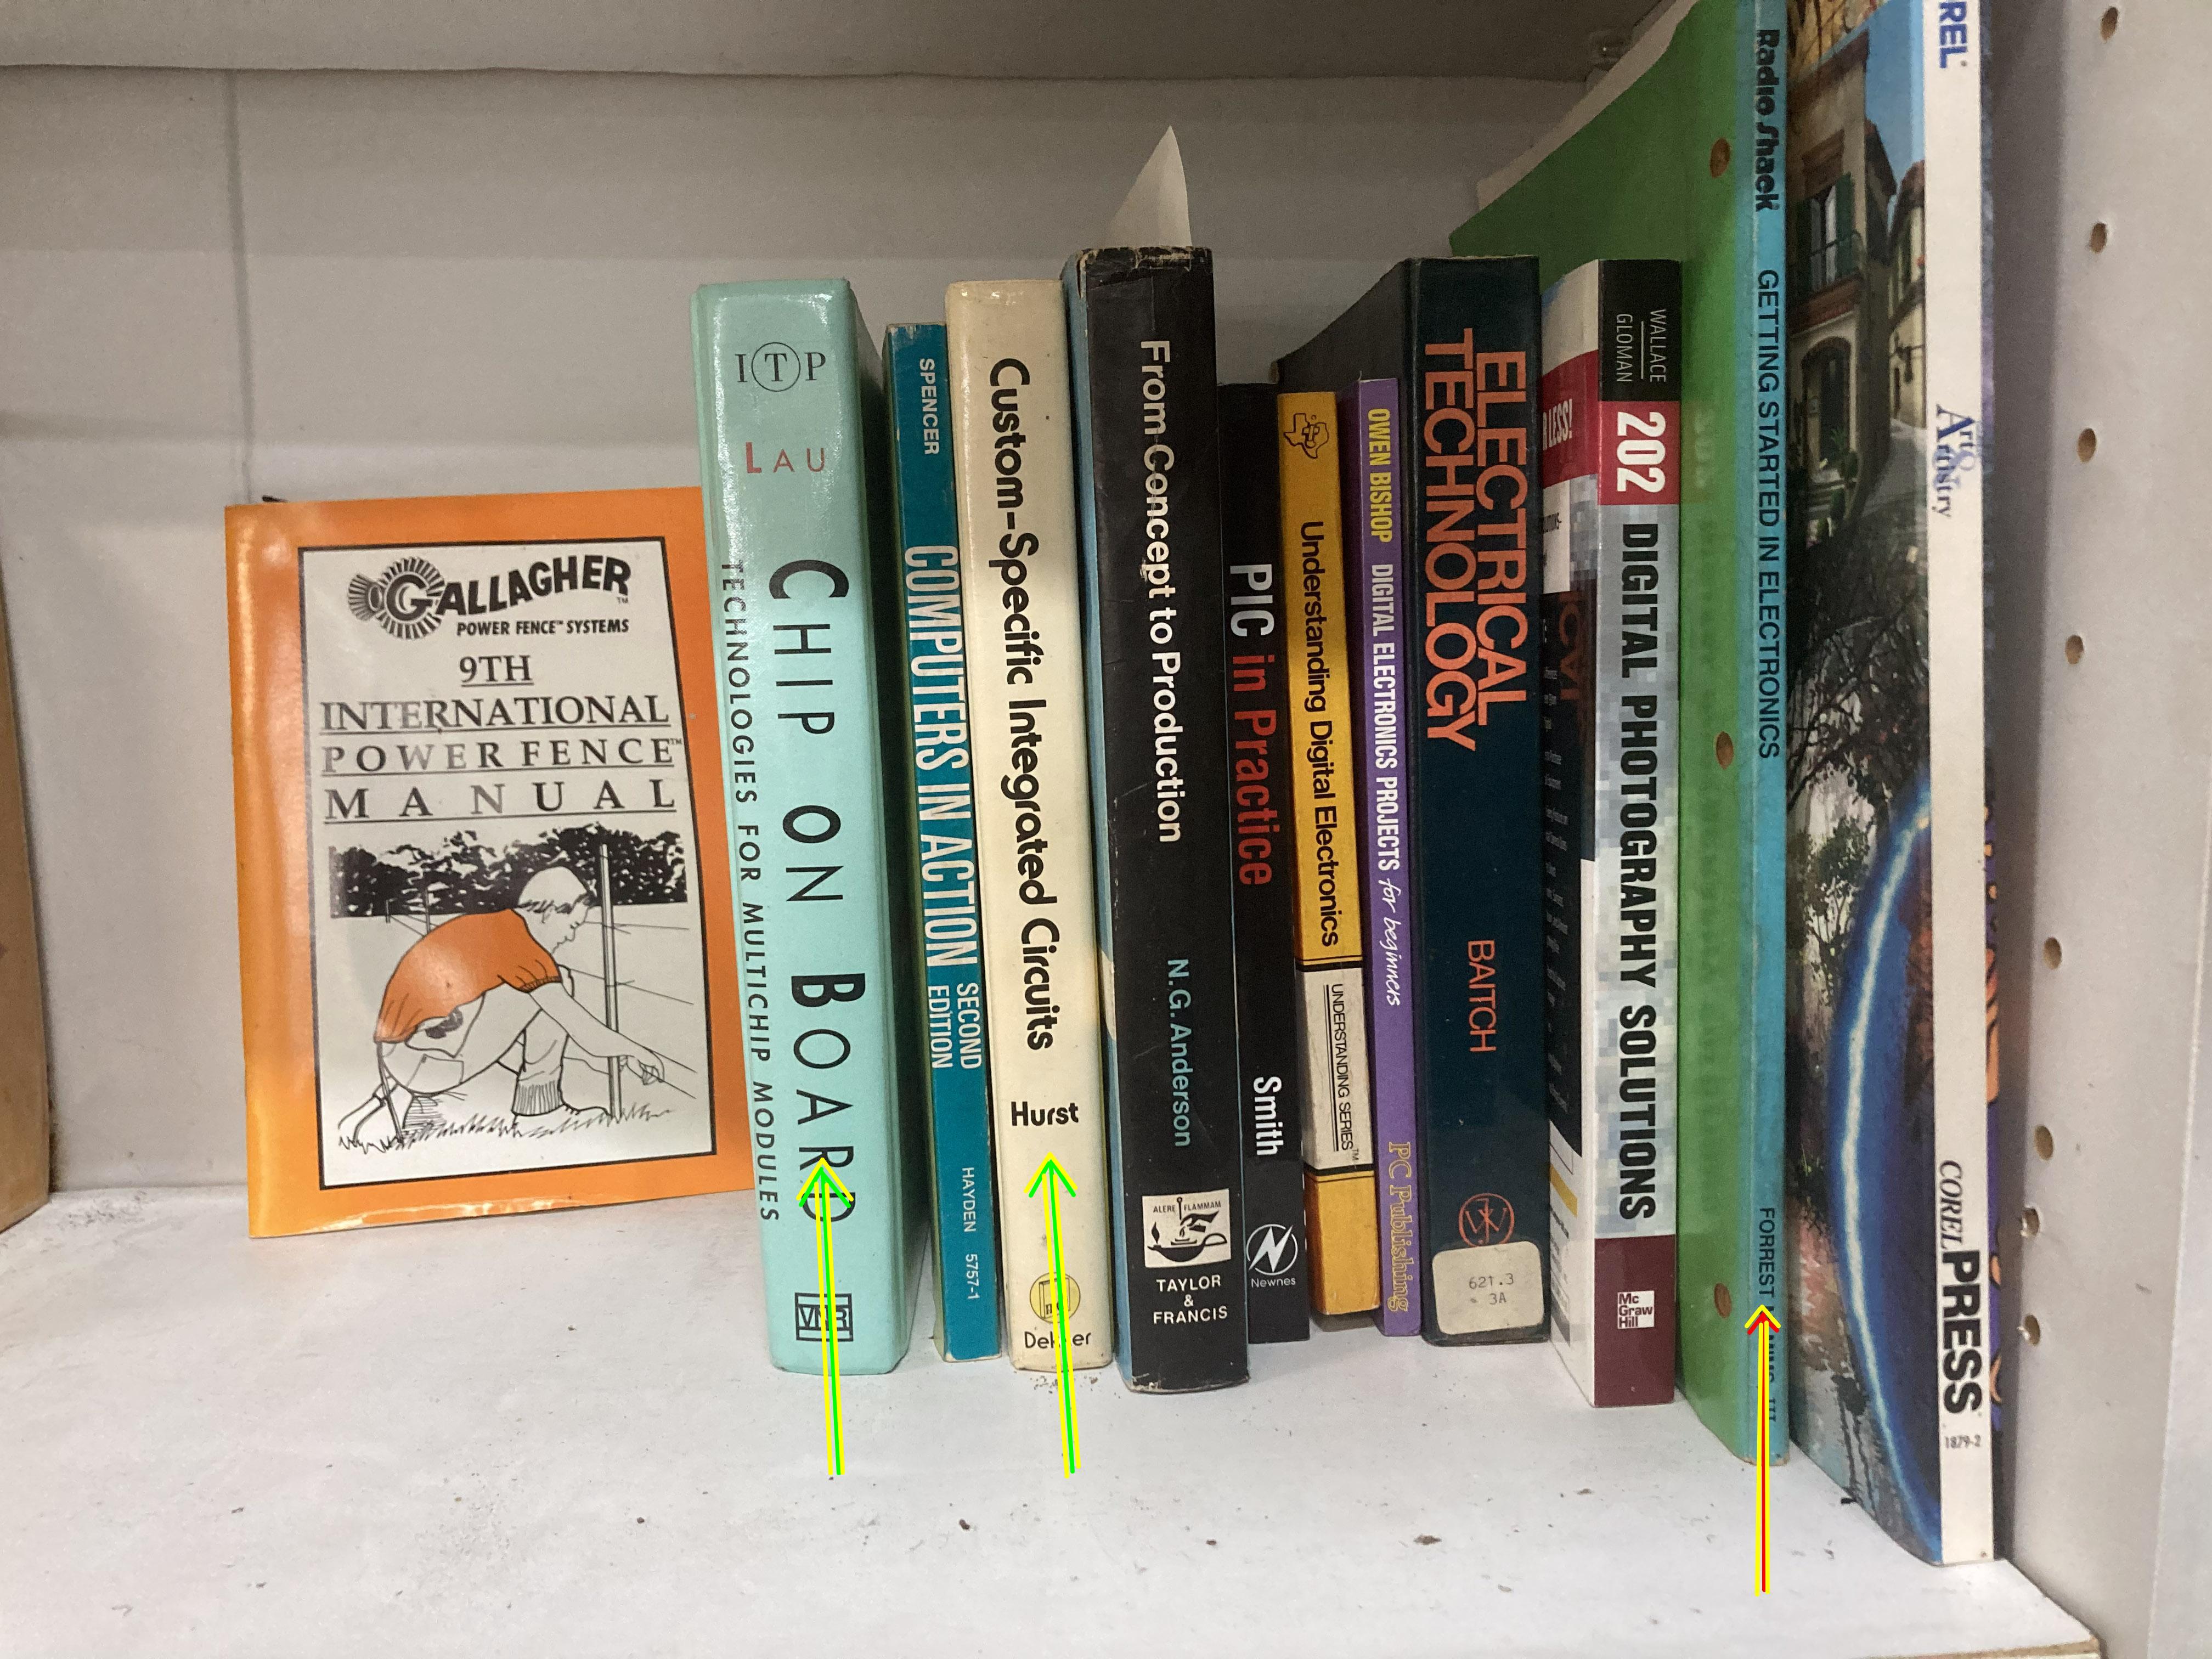 GALLAGHER™
POWER FENCE™ SYSTEMS
9TH
INTERNATIONAL
POWER FENCE™
MANUAL
ITP
LAU
CHIP ON BOARD
TECHNOLOGIES FOR MULTICHIP MODULES
SPENCER
COMPUTERS IN ACTION
SECOND
EDITION
HAYDEN 5757-1
Custom-Specific Integrated Circuits
Hurst
From Concept to Production
N.G. Anderson
ALERE FLAMMAM
TAYLOR
&
FRANCIS
PIC in Practice
Smith
Newnes
Understanding Digital Electronics
UNDERSTANDING SERIES™
OWEN BISHOP
DIGITAL ELECTRONICS PROJECTS for beginners
PC Publishing
ELECTRICAL
TECHNOLOGY
BAITCH
621.3
3A
LESS!
WALLACE
GLOMAN
202 DIGITAL PHOTOGRAPHY SOLUTIONS
Mc
Graw
Hill
Radio Shack
GETTING STARTED IN ELECTRONICS
FORREST
REL
Art
Artistry
COREL PRESS
1879-2